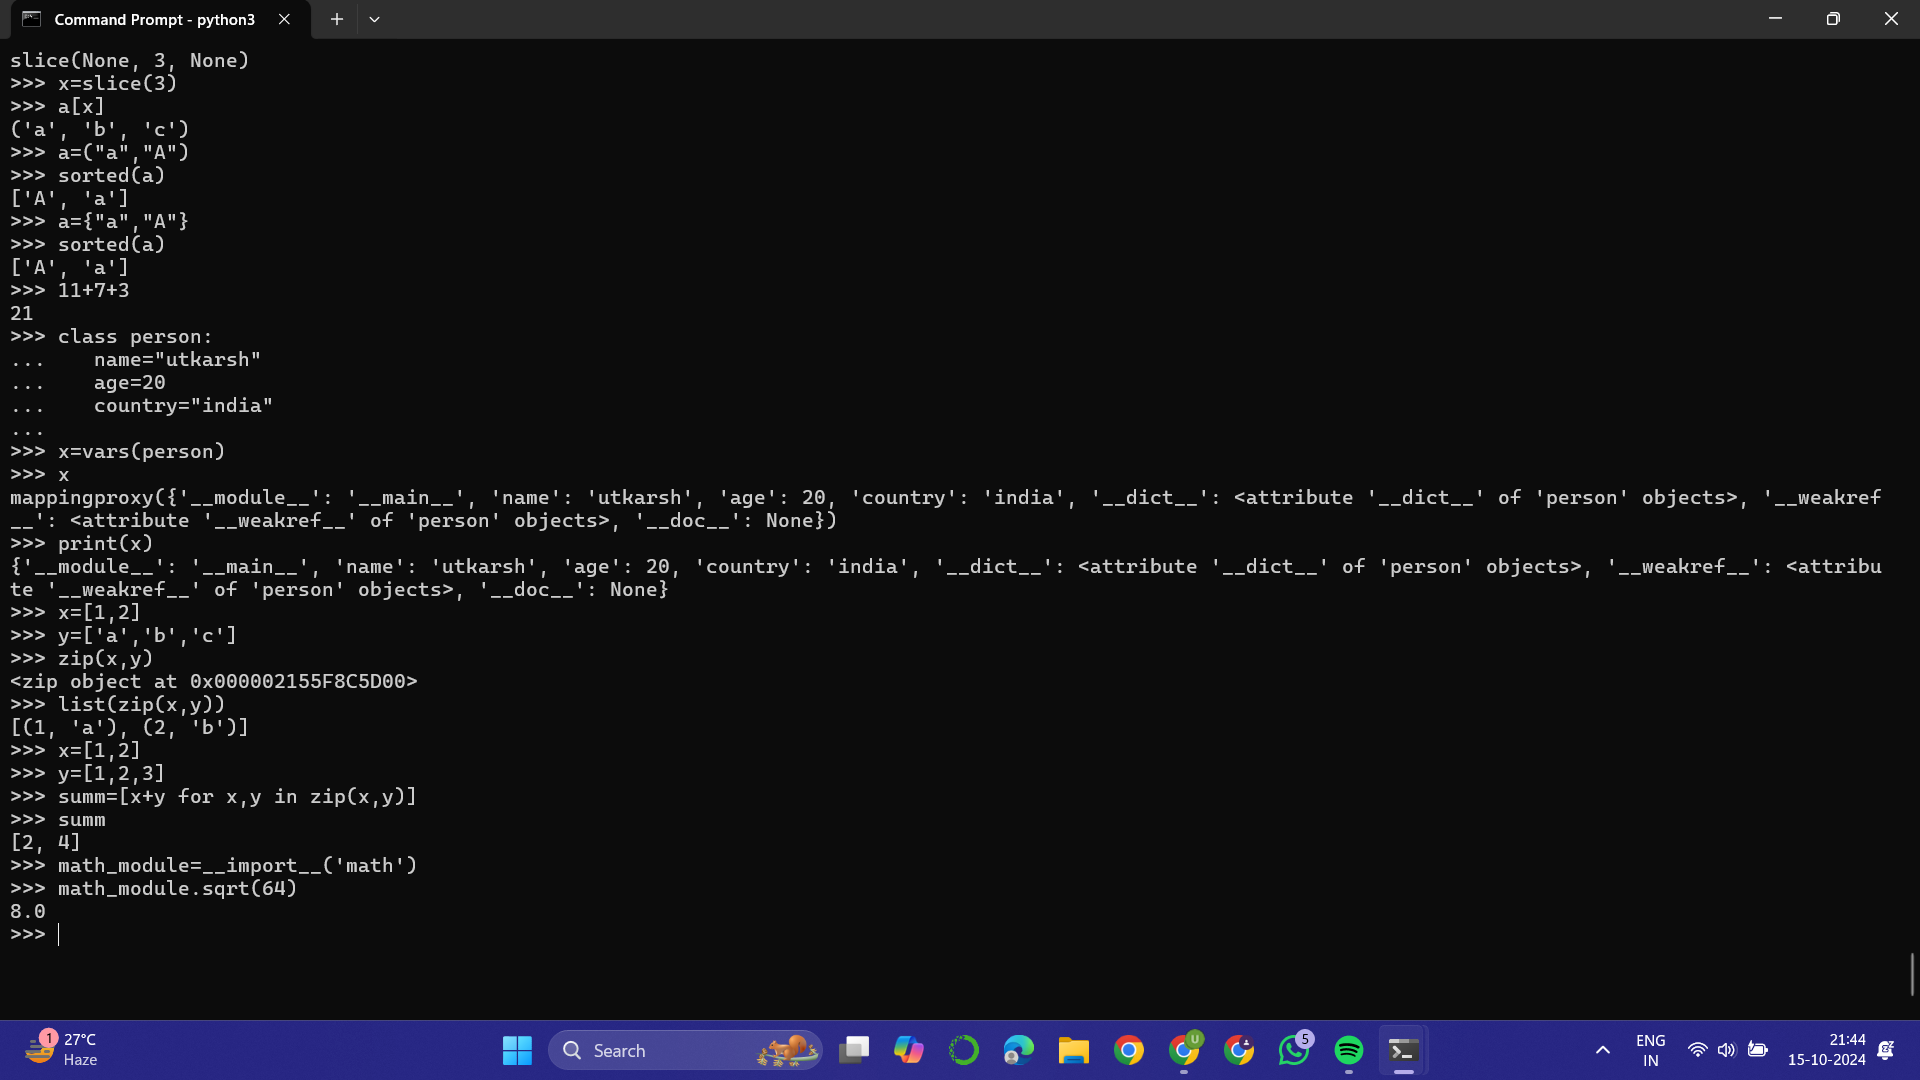 Command Prompt - python3
slice(None, 3, None)
>>> x=slice(3)
>>> a[x]
('a', 'b', 'c')
>>> a=("a","A")
>>> sorted(a)
['A', 'a']
>>> a={"a","A"}
>>> sorted(a)
['A', 'a']
>>> 11+7+3
21
>>> class person:
...    name="utkarsh"
...    age=20
...    country="india"
...
>>> x=vars(person)
>>> x
mappingproxy({'__module__': '__main__', 'name': 'utkarsh', 'age': 20, 'country': 'india', '__dict__': <attribute '__dict__' of 'person' objects>, '__weakref
__': <attribute '__weakref__' of 'person' objects>, '__doc__': None})
>>> print(x)
{'__module__': '__main__', 'name': 'utkarsh', 'age': 20, 'country': 'india', '__dict__': <attribute '__dict__' of 'person' objects>, '__weakref__': <attribu
te '__weakref__' of 'person' objects>, '__doc__': None}
>>> x=[1,2]
>>> y=['a','b','c']
>>> zip(x,y)
<zip object at 0x000002155F8C5D00>
>>> list(zip(x,y))
[(1, 'a'), (2, 'b')]
>>> x=[1,2]
>>> y=[1,2,3]
>>> summ=[x+y for x,y in zip(x,y)]
>>> summ
[2, 4]
>>> math_module=__import__('math')
>>> math_module.sqrt(64)
8.0
>>>
1
27°C
Haze
Search
U
5
ENG
IN
21:44
15-10-2024